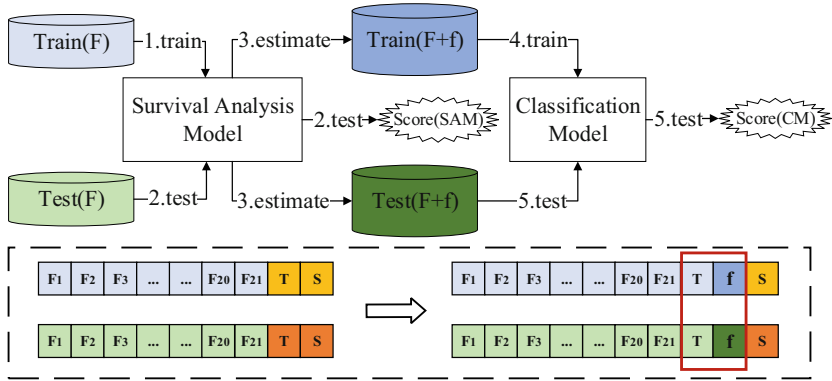 Train(F)
1.train
3.estimate
Train(F+f)
4.train
Survival Analysis
Model
2.test
Score(SAM)
Classification
Model
5.test
Score(CM)
Test(F)
2.test
3.estimate
Test(F+f)
5.test
F1 F2 F3 ... ... F20 F21 T S
F1 F2 F3 ... ... F20 F21 T f S
F1 F2 F3 ... ... F20 F21 T S
F1 F2 F3 ... ... F20 F21 T f S